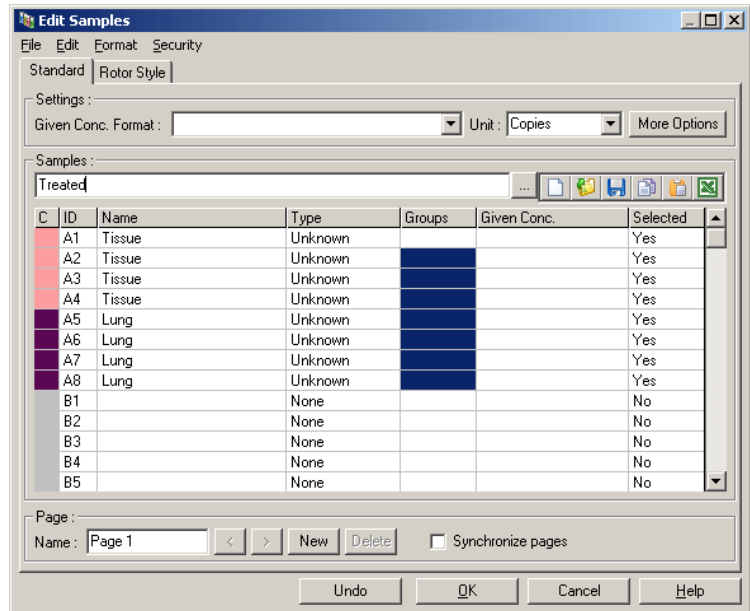 Edit Samples
File Edit Format Security
Standard Rotor Style
Settings :
Given Conc. Format : Unit : Copies More Options
Samples :
Treated ...
C ID Name Type Groups Given Conc. Selected
A1 Tissue Unknown Yes
A2 Tissue Unknown Yes
A3 Tissue Unknown Yes
A4 Tissue Unknown Yes
A5 Lung Unknown Yes
A6 Lung Unknown Yes
A7 Lung Unknown Yes
A8 Lung Unknown Yes
B1 None No
B2 None No
B3 None No
B4 None No
B5 None No
Page :
Name : Page 1 < > New Delete Synchronize pages
Undo OK Cancel Help